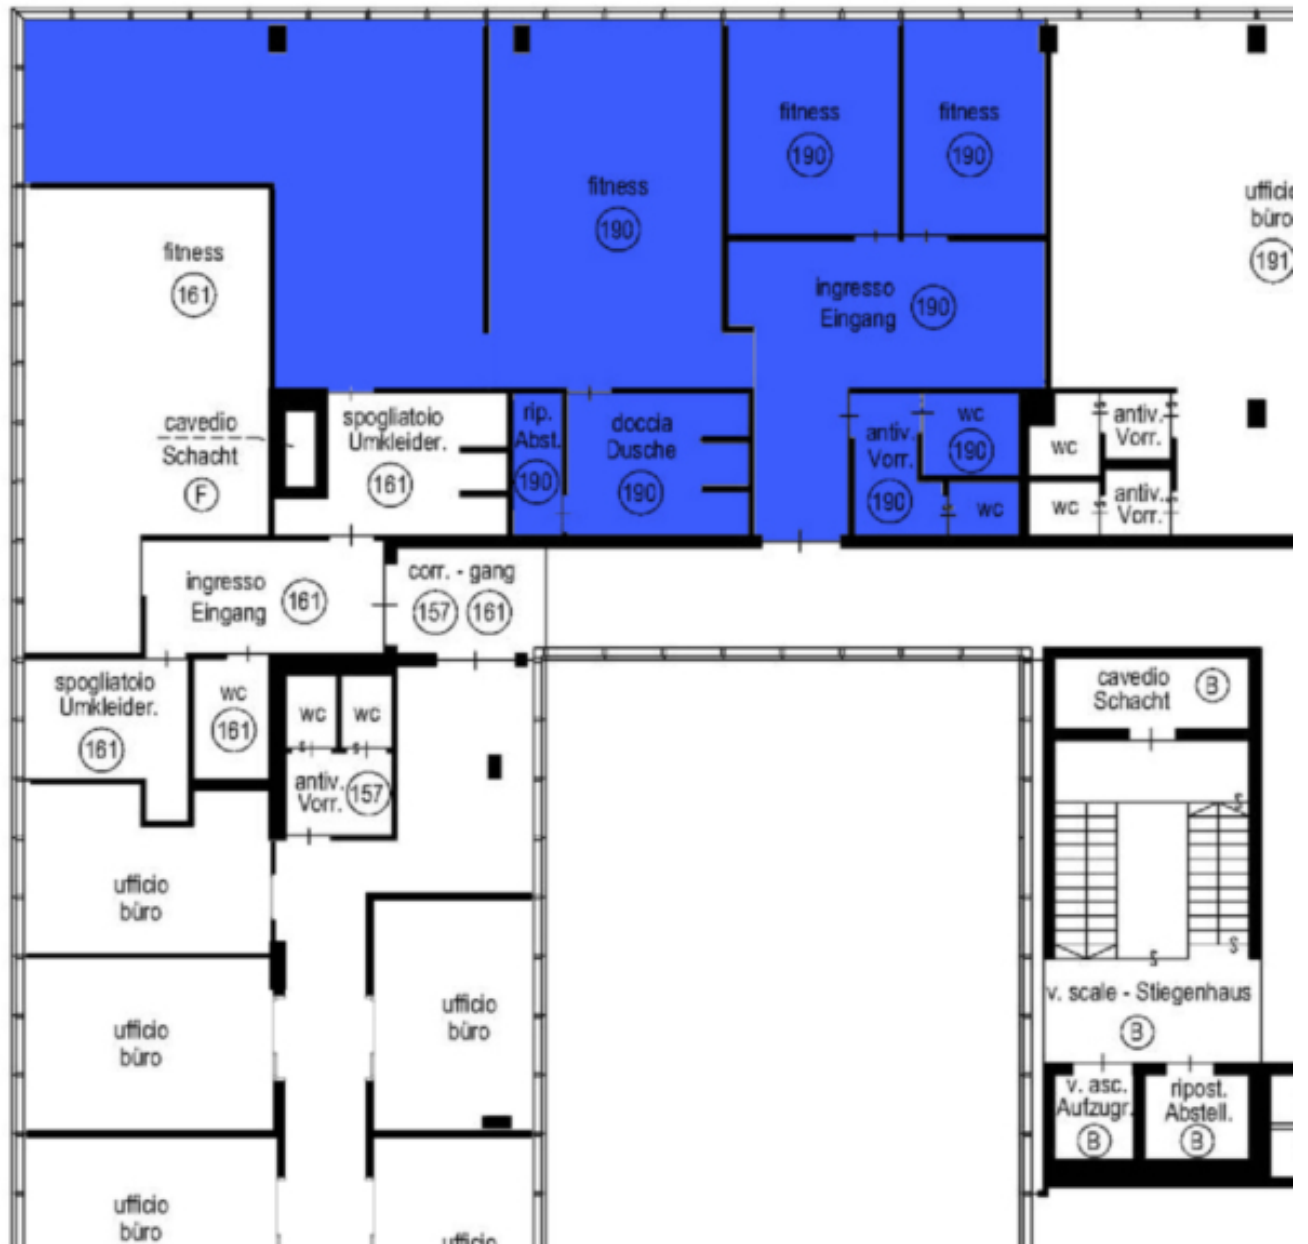 fitness
190
fitness
190
fitness
190
ufficio
büro
191
fitness
161
ingresso
Eingang
190
cavedio
Schacht
F
spogliatoio
Umkleider.
161
rip.
Abst.
190
doccia
Dusche
190
antiv.
Vorr.
190
wc
190
wc
wc
antiv.
Vorr.
wc
antiv.
Vorr.
S
S
S
S
S
ingresso
Eingang
161
corr. - gang
157 161
spogliatoio
Umkleider.
161
wc
161
wc
wc
S
S
antiv.
Vorr.
157
cavedio
Schacht
B
S
S
S
v. scale - Stiegenhaus
B
v. asc.
Aufzugr.
B
ripost.
Abstell.
B
ufficio
büro
ufficio
büro
ufficio
büro
ufficio
büro
ufficio